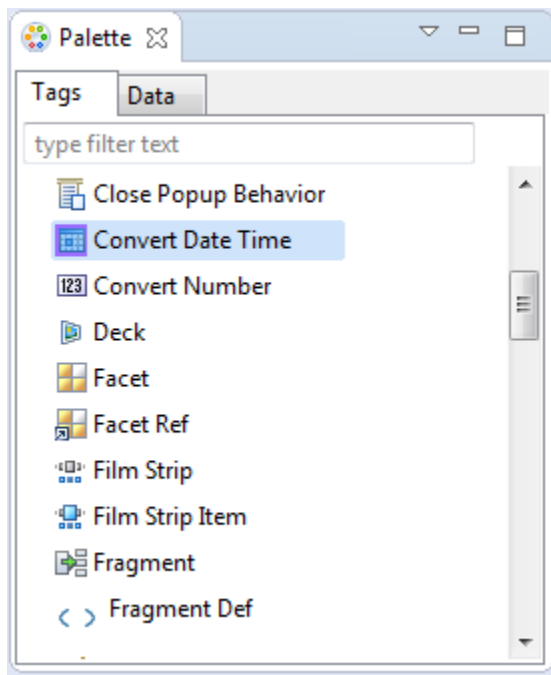 Palette
Tags Data
type filter text
Close Popup Behavior
Convert Date Time
123 Convert Number
Deck
Facet
Facet Ref
Film Strip
Film Strip Item
Fragment
< > Fragment Def